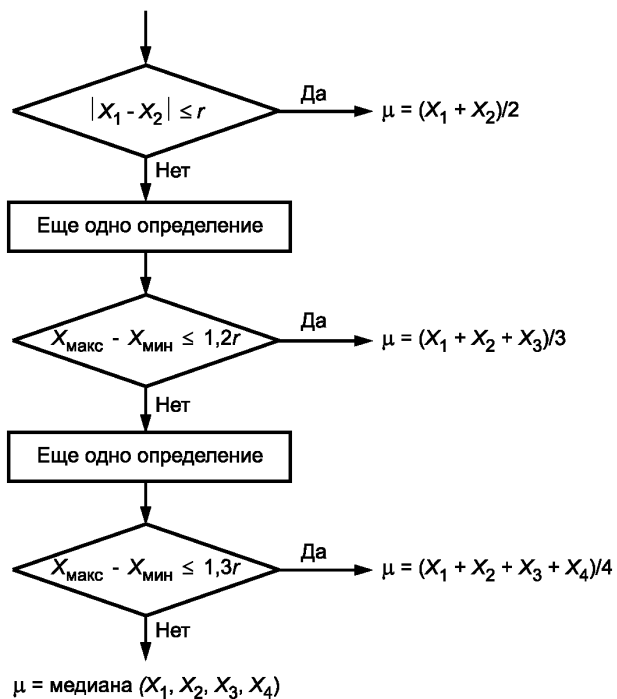 |X₁ - X₂| ≤ r
Да
μ = (X₁ + X₂)/2
Нет
Еще одно определение
Xмакс - Xмин ≤ 1,2r
Да
μ = (X₁ + X₂ + X₃)/3
Нет
Еще одно определение
Xмакс - Xмин ≤ 1,3r
Да
μ = (X₁ + X₂ + X₃ + X₄)/4
Нет
μ = медиана (X₁, X₂, X₃, X₄)